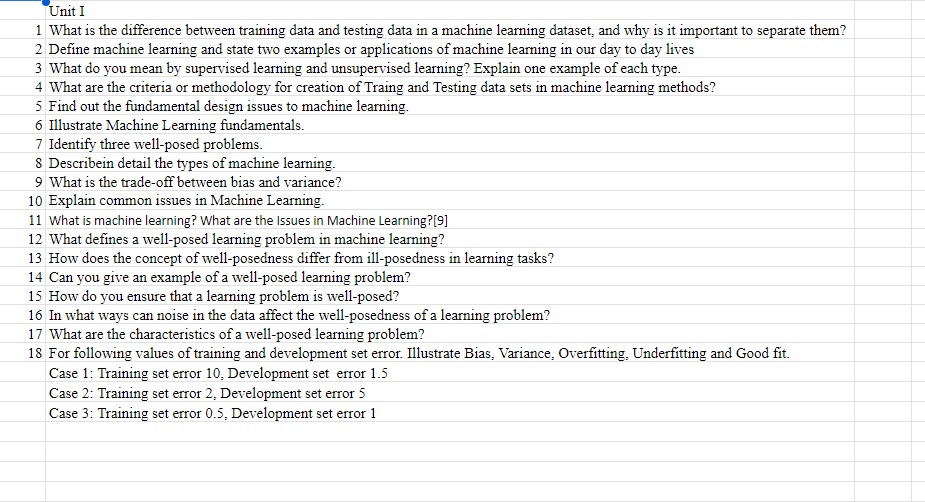 Unit I
1 What is the difference between training data and testing data in a machine learning dataset, and why is it important to separate them?
2 Define machine learning and state two examples or applications of machine learning in our day to day lives
3 What do you mean by supervised learning and unsupervised learning? Explain one example of each type.
4 What are the criteria or methodology for creation of Traing and Testing data sets in machine learning methods?
5 Find out the fundamental design issues to machine learning.
6 Illustrate Machine Learning fundamentals.
7 Identify three well-posed problems.
8 Describein detail the types of machine learning.
9 What is the trade-off between bias and variance?
10 Explain common issues in Machine Learning.
11 What is machine learning? What are the Issues in Machine Learning?[9]
12 What defines a well-posed learning problem in machine learning?
13 How does the concept of well-posedness differ from ill-posedness in learning tasks?
14 Can you give an example of a well-posed learning problem?
15 How do you ensure that a learning problem is well-posed?
16 In what ways can noise in the data affect the well-posedness of a learning problem?
17 What are the characteristics of a well-posed learning problem?
18 For following values of training and development set error. Illustrate Bias, Variance, Overfitting, Underfitting and Good fit.
Case 1: Training set error 10, Development set error 1.5
Case 2: Training set error 2, Development set error 5
Case 3: Training set error 0.5, Development set error 1